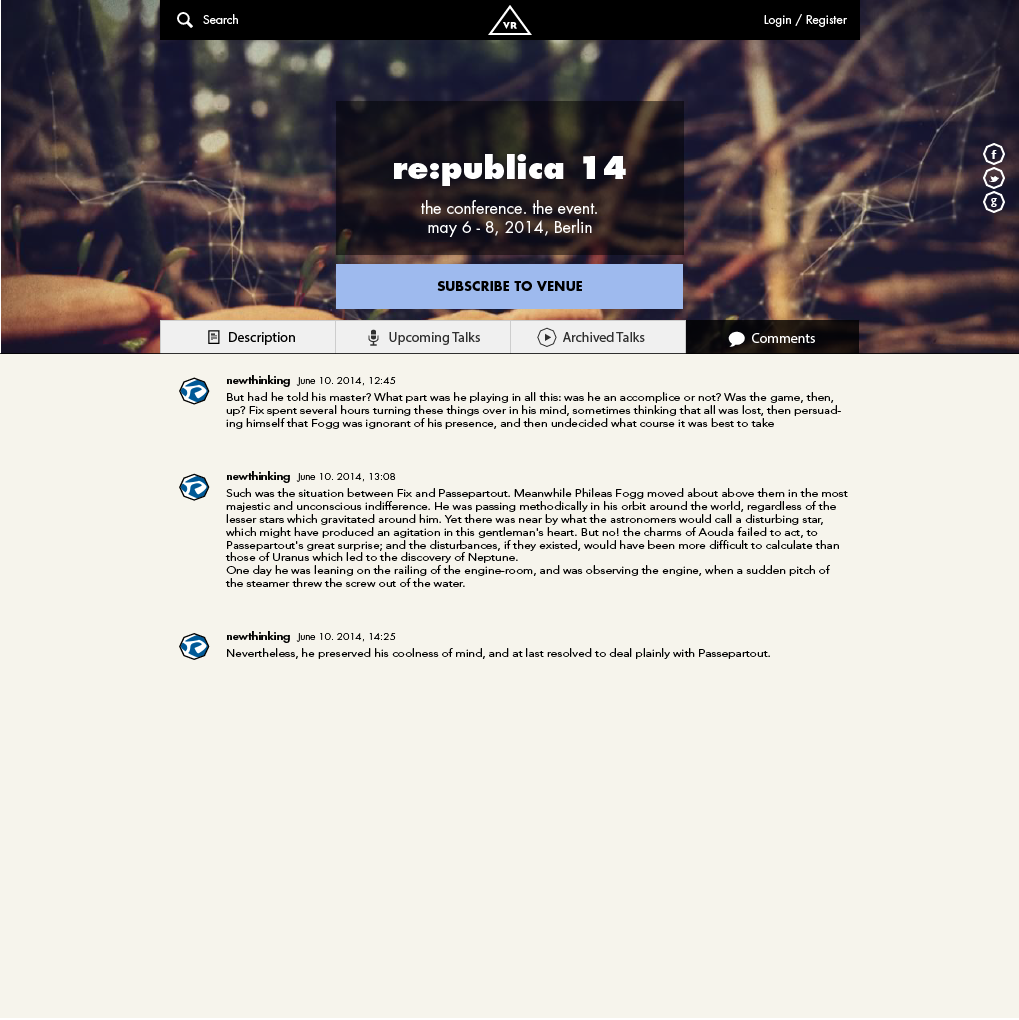 Search
VR
Login / Register
re:publica 14
the conference. the event.
may 6 - 8, 2014, Berlin
f
g
SUBSCRIBE TO VENUE
Description
Upcoming Talks
Archived Talks
Comments
newthinking June 10. 2014, 12:45
But had he told his master? What part was he playing in all this: was he an accomplice or not? Was the game, then,
up? Fix spent several hours turning these things over in his mind, sometimes thinking that all was lost, then persuad-
ing himself that Fogg was ignorant of his presence, and then undecided what course it was best to take
newthinking June 10. 2014, 13:08
Such was the situation between Fix and Passepartout. Meanwhile Phileas Fogg moved about above them in the most
majestic and unconscious indifference. He was passing methodically in his orbit around the world, regardless of the
lesser stars which gravitated around him. Yet there was near by what the astronomers would call a disturbing star,
which might have produced an agitation in this gentleman's heart. But no! the charms of Aouda failed to act, to
Passepartout's great surprise; and the disturbances, if they existed, would have been more difficult to calculate than
those of Uranus which led to the discovery of Neptune.
One day he was leaning on the railing of the engine-room, and was observing the engine, when a sudden pitch of
the steamer threw the screw out of the water.
newthinking June 10. 2014, 14:25
Nevertheless, he preserved his coolness of mind, and at last resolved to deal plainly with Passepartout.